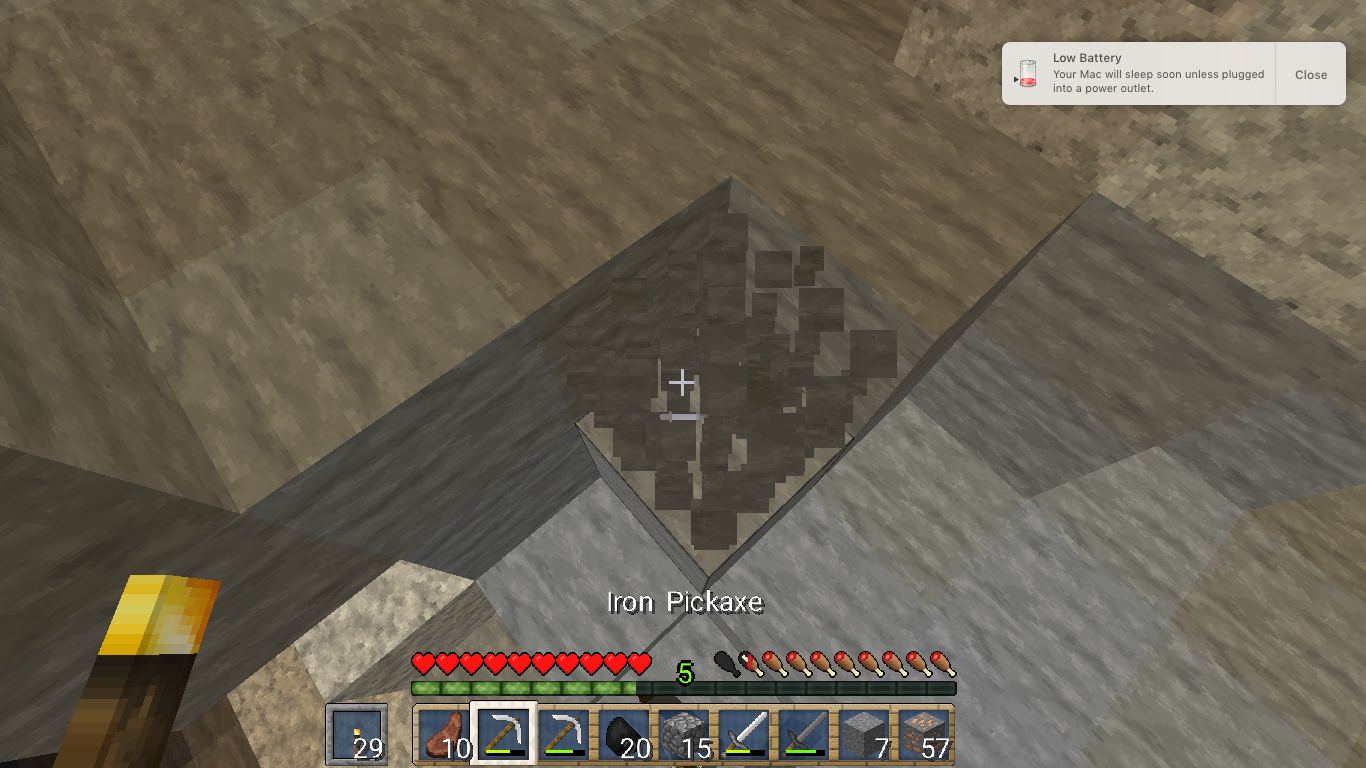 Low Battery
Your Mac will sleep soon unless plugged
into a power outlet.
Close
Iron Pickaxe
5
29
10
20
15
7
57